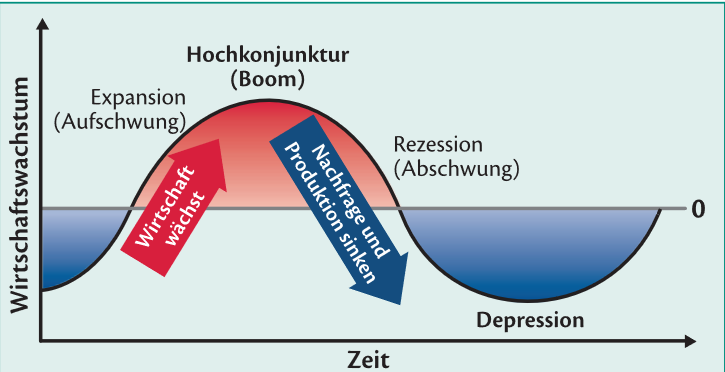 Hochkonjunktur
(Boom)
Expansion
(Aufschwung)
Rezession
(Abschwung)
Wirtschaft
wächst
Nachfrage und
Produktion sinken
0
Depression
Wirtschaftswachstum
Zeit